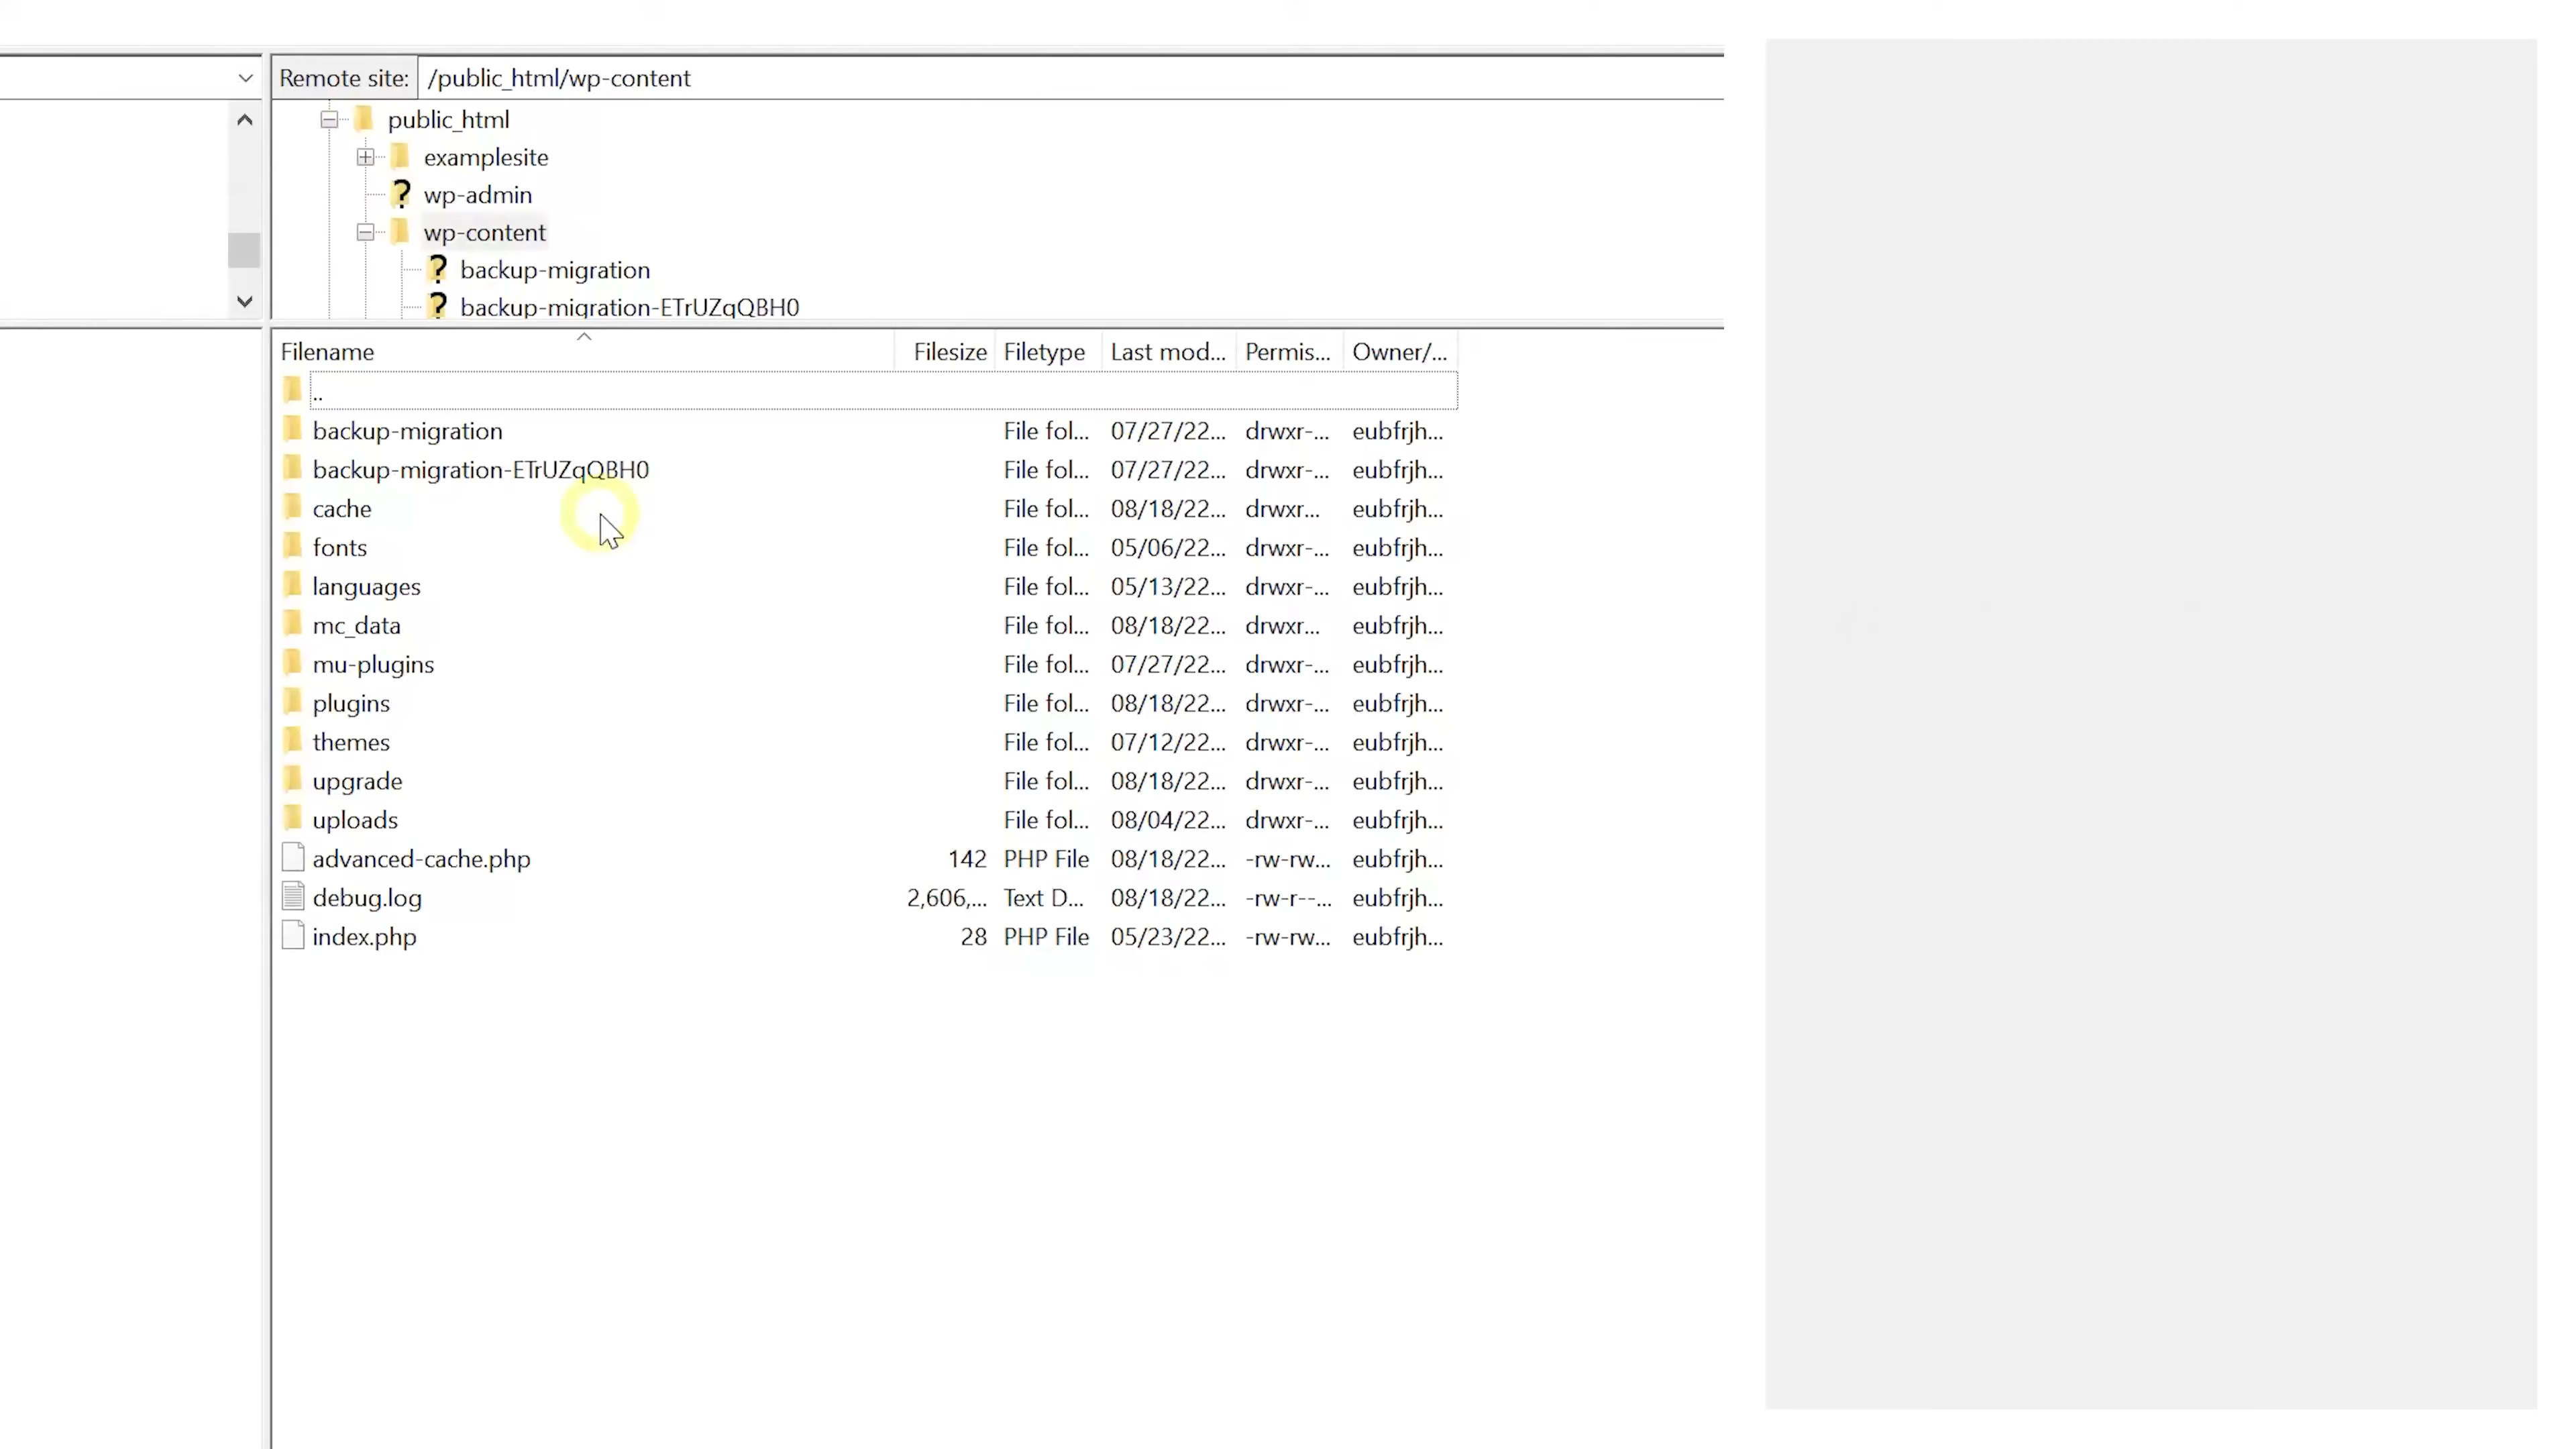 Remote site: /public_html/wp-content
public_html
examplesite
? wp-admin
wp-content
? backup-migration
? backup-migration-ETrUZqQBH0
Filename Filesize Filetype Last mod... Permis... Owner/...
..
backup-migration File fol... 07/27/22... drwxr-... eubfrjh...
backup-migration-ETrUZqQBH0 File fol... 07/27/22... drwxr-... eubfrjh...
cache File fol... 08/18/22... drwxr... eubfrjh...
fonts File fol... 05/06/22... drwxr-... eubfrjh...
languages File fol... 05/13/22... drwxr-... eubfrjh...
mc_data File fol... 08/18/22... drwxr... eubfrjh...
mu-plugins File fol... 07/27/22... drwxr-... eubfrjh...
plugins File fol... 08/18/22... drwxr-... eubfrjh...
themes File fol... 07/12/22... drwxr-... eubfrjh...
upgrade File fol... 08/18/22... drwxr-... eubfrjh...
uploads File fol... 08/04/22... drwxr-... eubfrjh...
advanced-cache.php 142 PHP File 08/18/22... -rw-rw... eubfrjh...
debug.log 2,606,... Text D... 08/18/22... -rw-r--... eubfrjh...
index.php 28 PHP File 05/23/22... -rw-rw... eubfrjh...